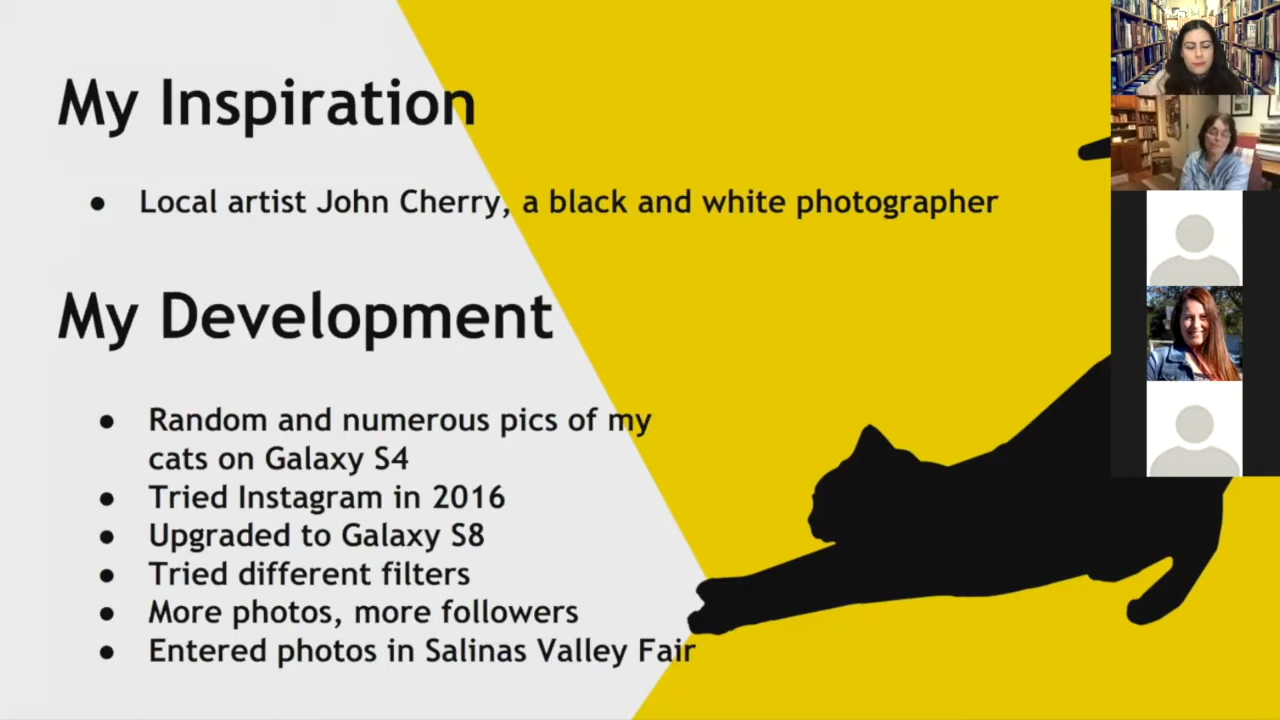 My Inspiration
● Local artist John Cherry, a black and white photographer
My Development
● Random and numerous pics of my
cats on Galaxy S4
● Tried Instagram in 2016
● Upgraded to Galaxy S8
● Tried different filters
● More photos, more followers
● Entered photos in Salinas Valley Fair